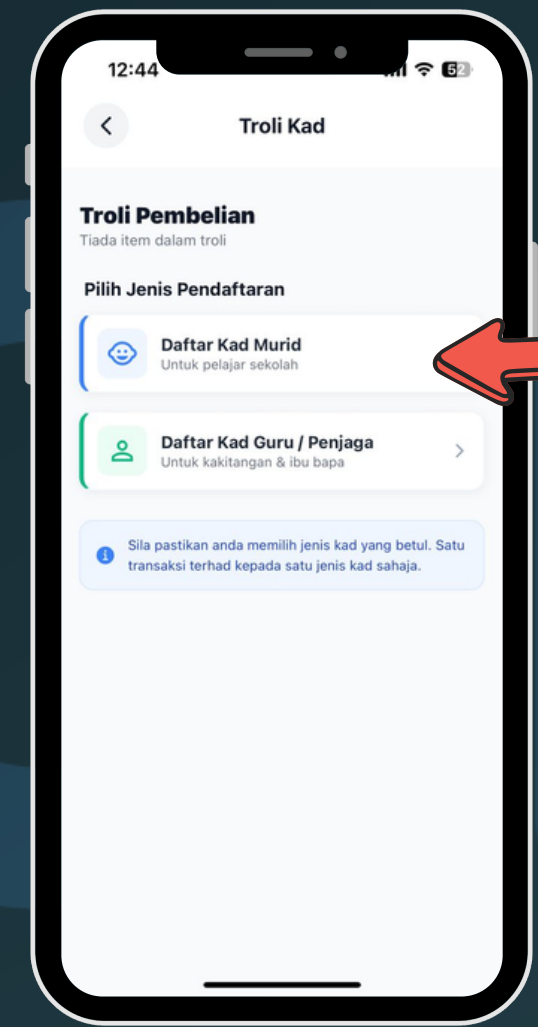 12:44
52
Troli Kad
Troli Pembelian
Tiada item dalam troli
Pilih Jenis Pendaftaran
Daftar Kad Murid
Untuk pelajar sekolah
Daftar Kad Guru / Penjaga
Untuk kakitangan & ibu bapa
Sila pastikan anda memilih jenis kad yang betul. Satu
transaksi terhad kepada satu jenis kad sahaja.